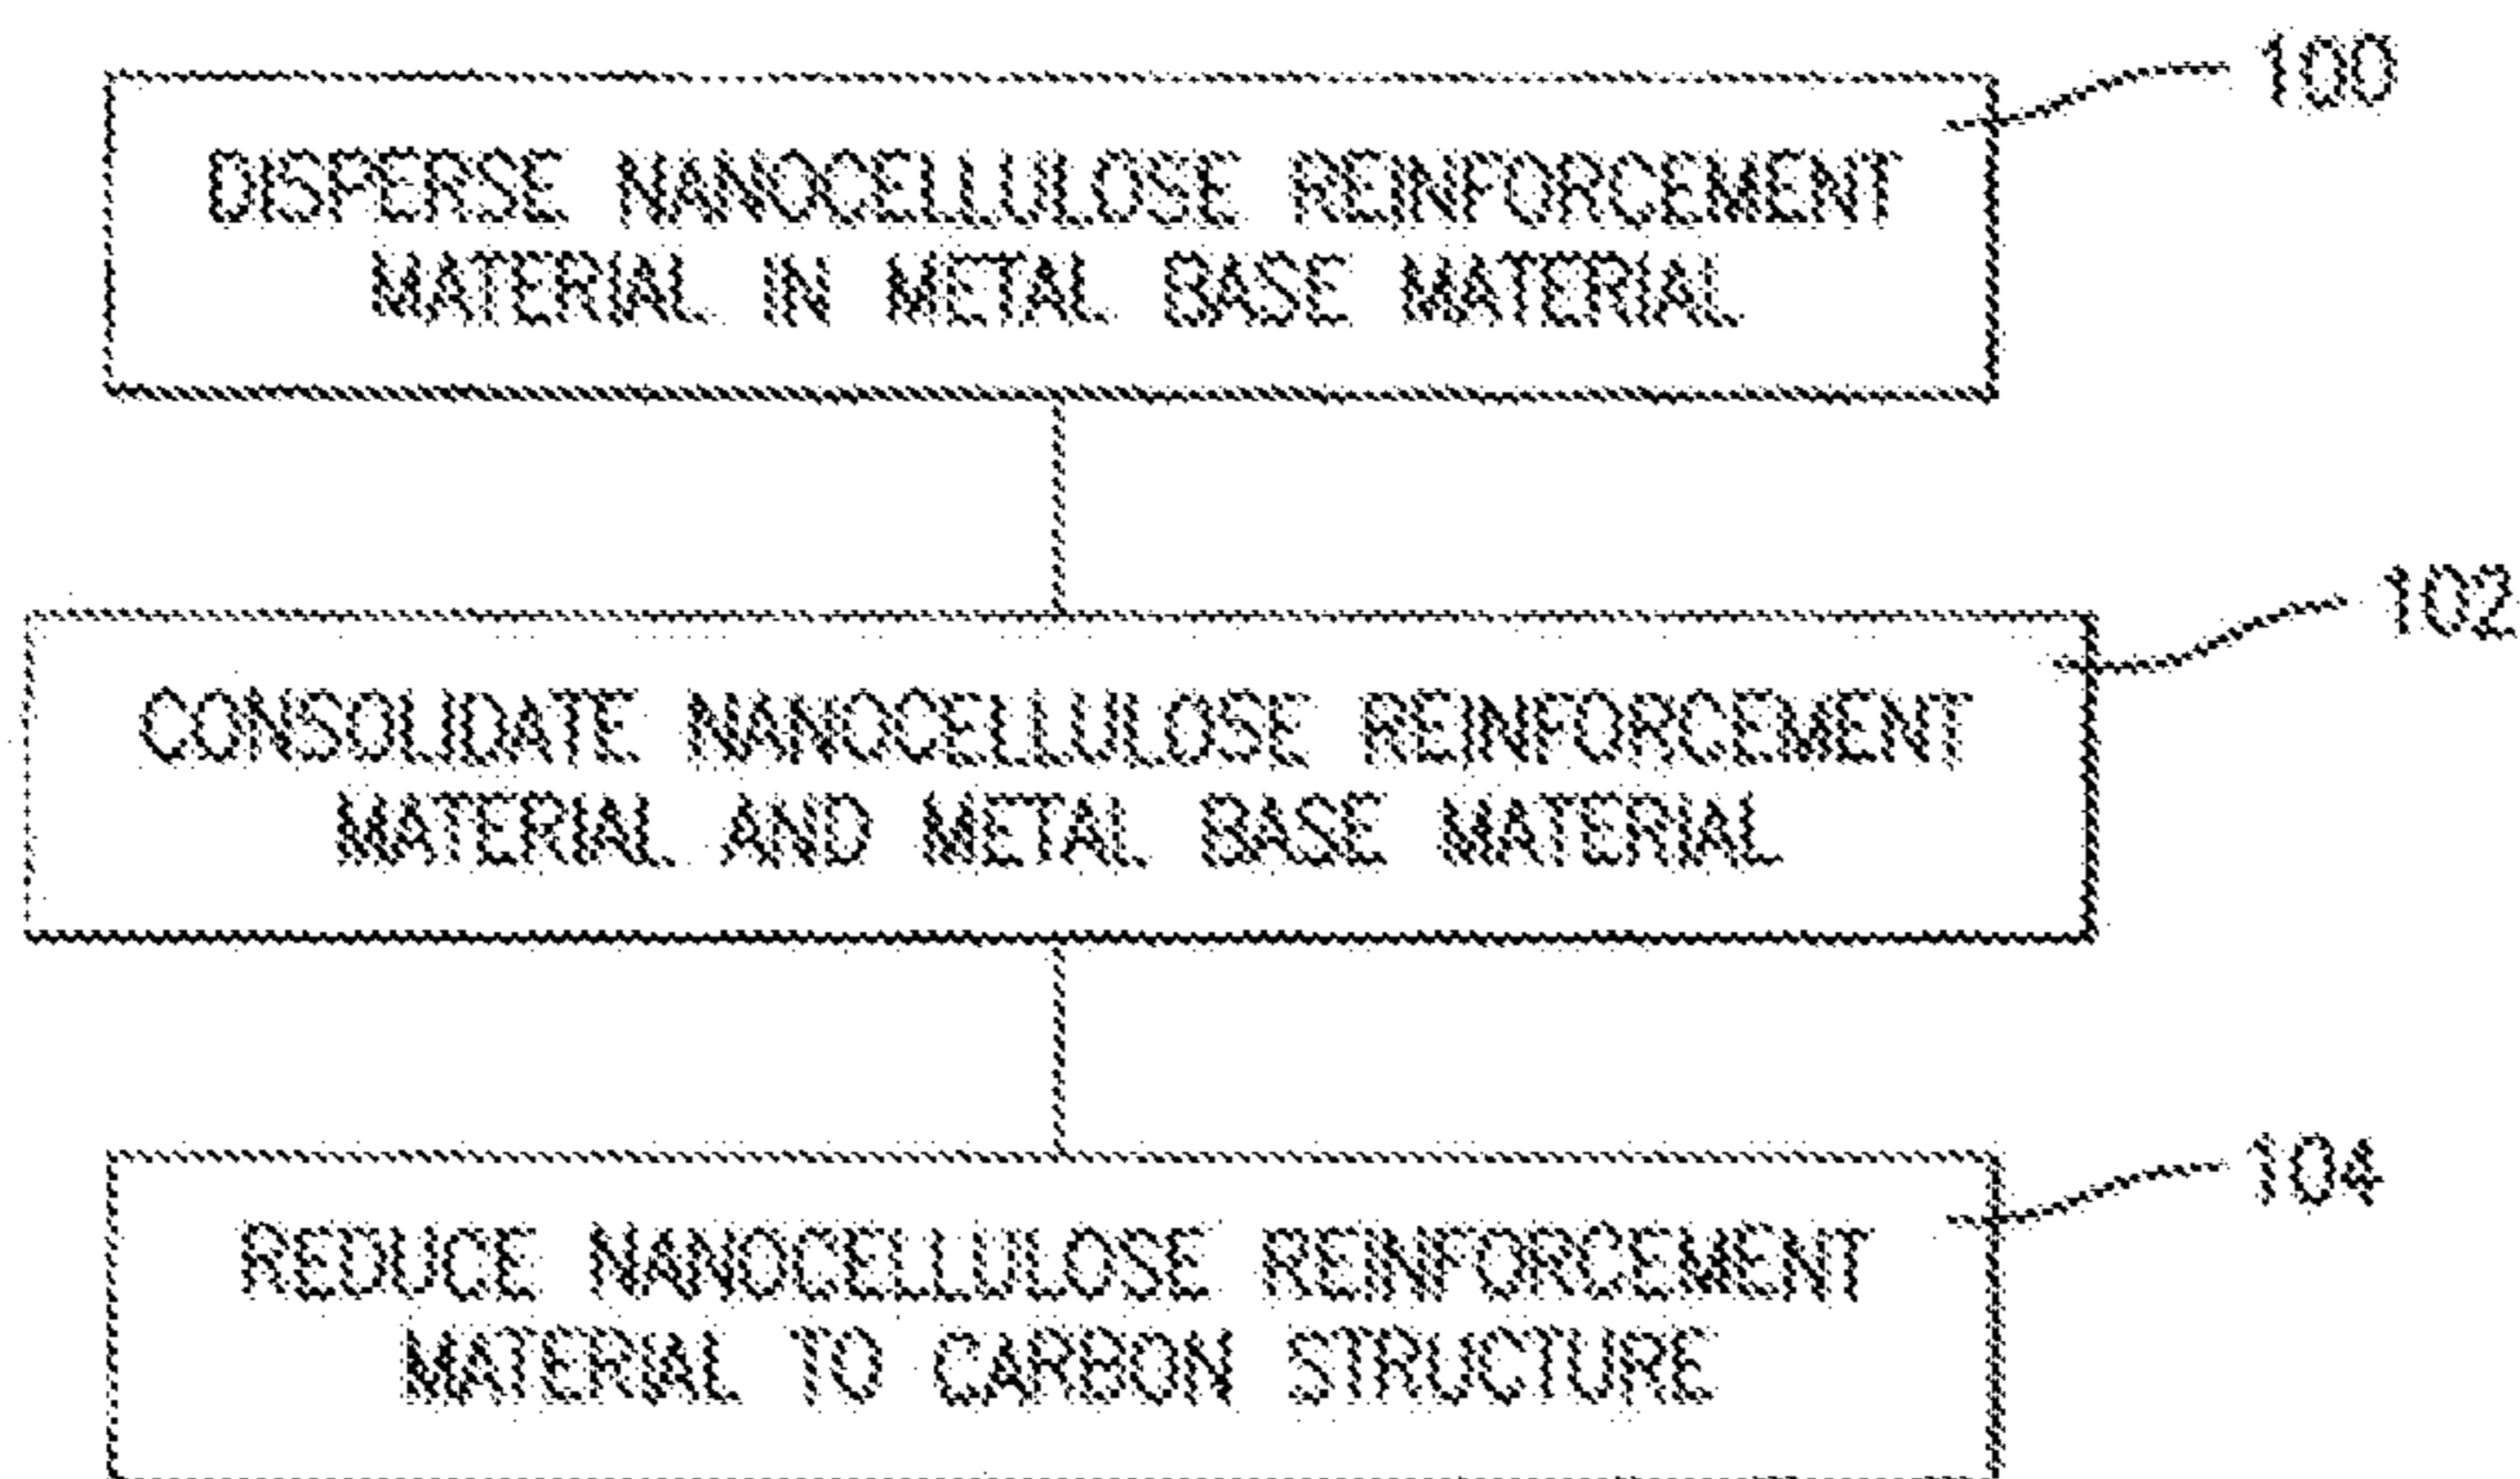 100
DISPERSE NANOCELLULOSE REINFORCEMENT
MATERIAL IN METAL BASE MATERIAL
102
CONSOLIDATE NANOCELLULOSE REINFORCEMENT
MATERIAL AND METAL BASE MATERIAL
104
REDUCE NANOCELLULOSE REINFORCEMENT
MATERIAL TO CARBON STRUCTURE